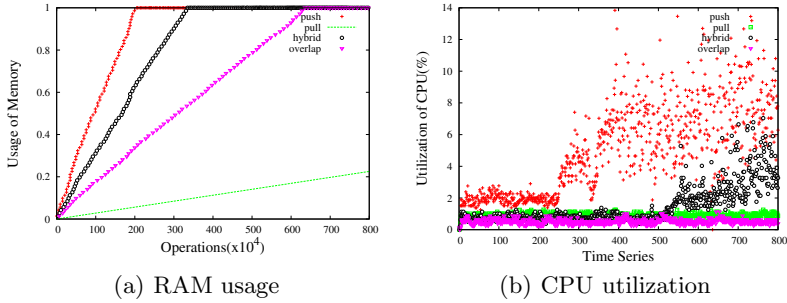 1
0.8
0.6
0.4
0.2
0
Usage of Memory
0 100 200 300 400 500 600 700 800
Operations(x10^4)
push
pull
hybrid
overlap
(a) RAM usage
14
12
10
8
6
4
2
0
Utilization of CPU(%)
0 100 200 300 400 500 600 700 800
Time Series
push
pull
hybrid
overlap
(b) CPU utilization